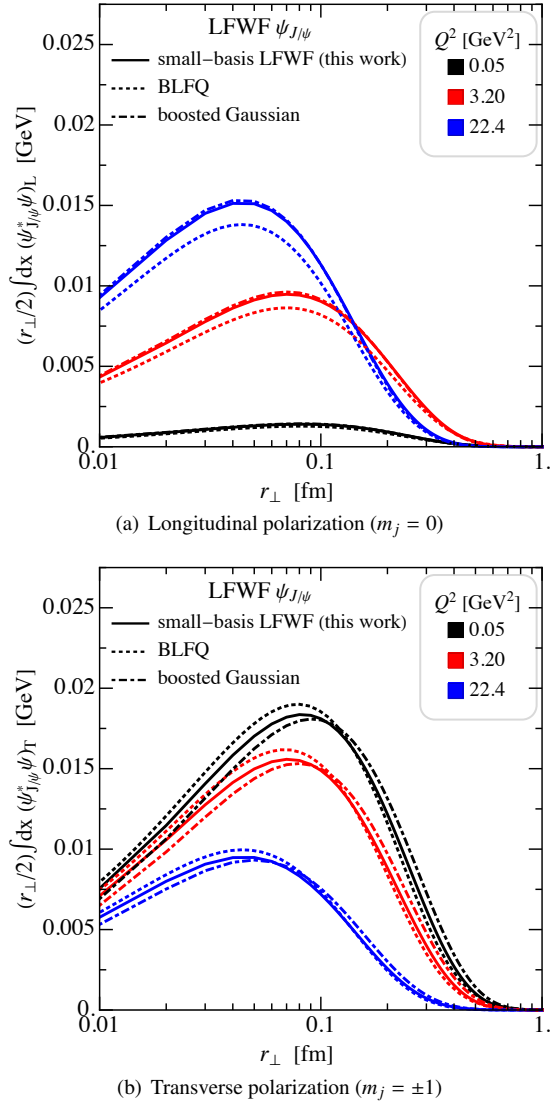 LFWF ψ_{J/ψ}
small−basis LFWF (this work)
BLFQ
boosted Gaussian
Q² [GeV²]
0.05
3.20
22.4
0.025
0.02
0.015
0.01
0.005
0.
(r⊥/2)∫dx (ψ*_{J/ψ} ψ)_L [GeV]
0.01
0.1
1.
r⊥ [fm]
(a) Longitudinal polarization (m_j = 0)
LFWF ψ_{J/ψ}
small−basis LFWF (this work)
BLFQ
boosted Gaussian
Q² [GeV²]
0.05
3.20
22.4
0.025
0.02
0.015
0.01
0.005
0.
(r⊥/2)∫dx (ψ*_{J/ψ} ψ)_T [GeV]
0.01
0.1
1.
r⊥ [fm]
(b) Transverse polarization (m_j = ±1)